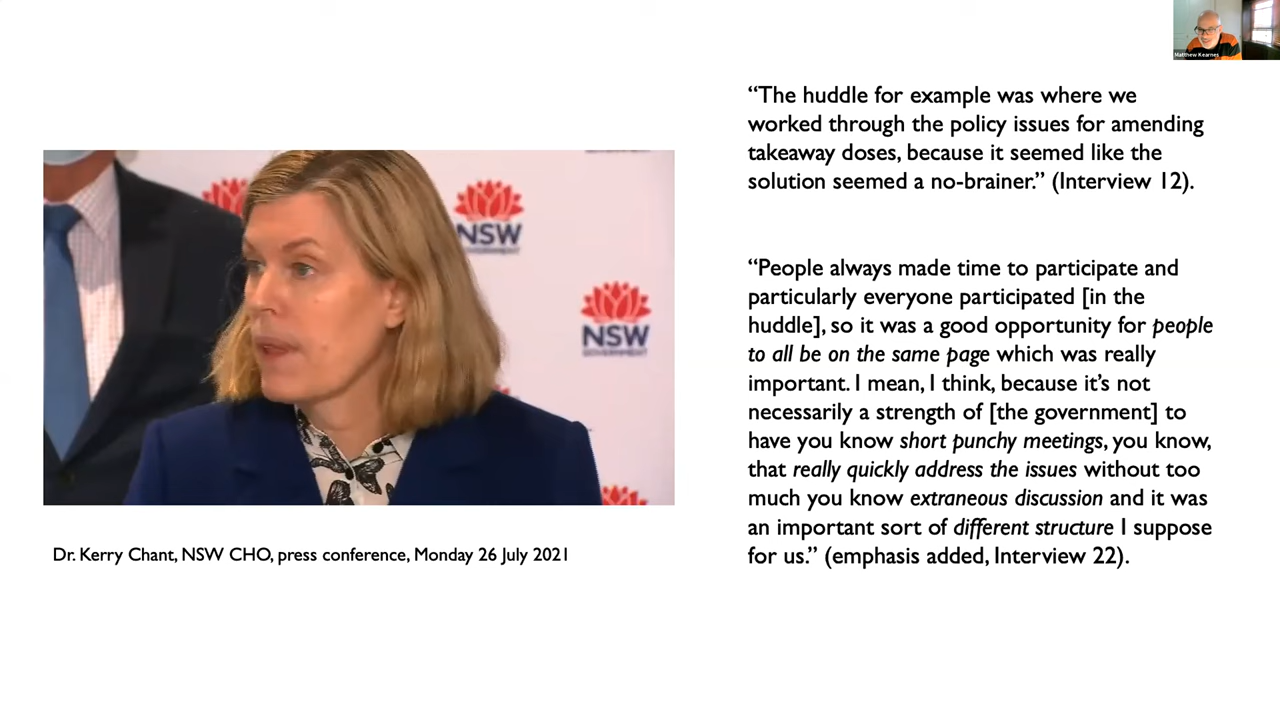 Matthew Kearnes
“The huddle for example was where we
worked through the policy issues for amending
takeaway doses, because it seemed like the
solution seemed a no-brainer.” (Interview 12).
“People always made time to participate and
particularly everyone participated [in the
huddle], so it was a good opportunity for people
to all be on the same page which was really
important. I mean, I think, because it’s not
necessarily a strength of [the government] to
have you know short punchy meetings, you know,
that really quickly address the issues without too
much you know extraneous discussion and it was
an important sort of different structure I suppose
for us.” (emphasis added, Interview 22).
NSW
GOVERNMENT
NSW
GOVERNMENT
Dr. Kerry Chant, NSW CHO, press conference, Monday 26 July 2021